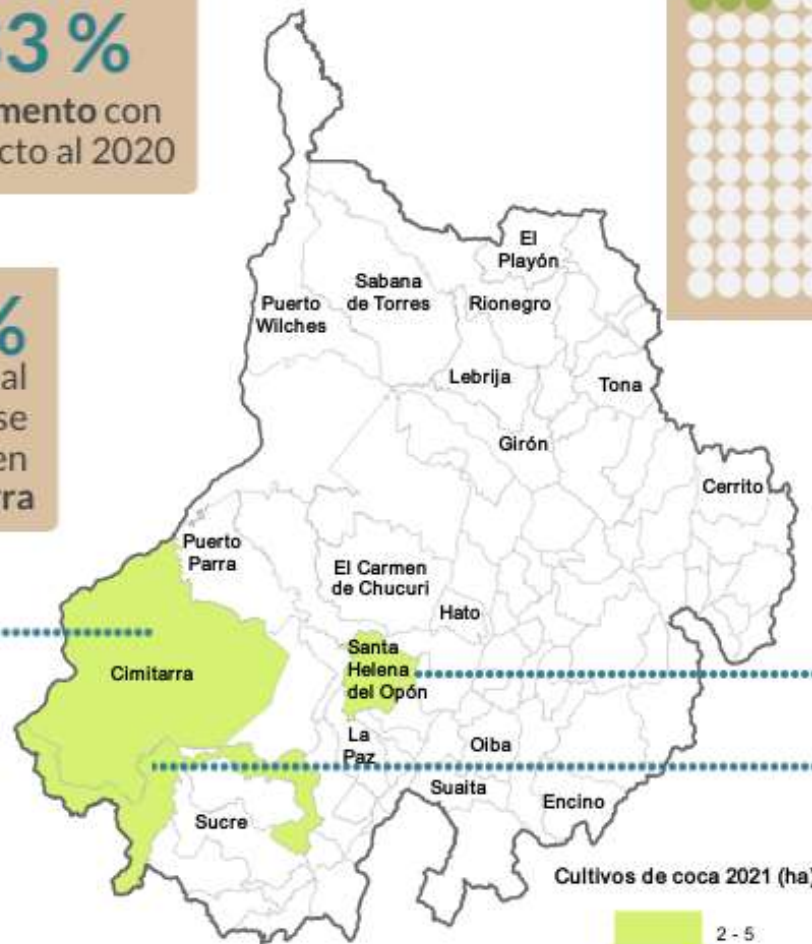 3 %
mento con
cto al 2020
%
al
se
en
rra
El
Playón
Sabana
de Torres
Rionegro
Puerto
Wilches
Lebrija
Tona
Girón
Cerrito
Puerto
Parra
El Carmen
de Chucuri
Hato
Cimitarra
Santa
Helena
del Opón
La
Paz
Oiba
Suaita
Encino
Sucre
Cultivos de coca 2021 (ha)
2 - 5